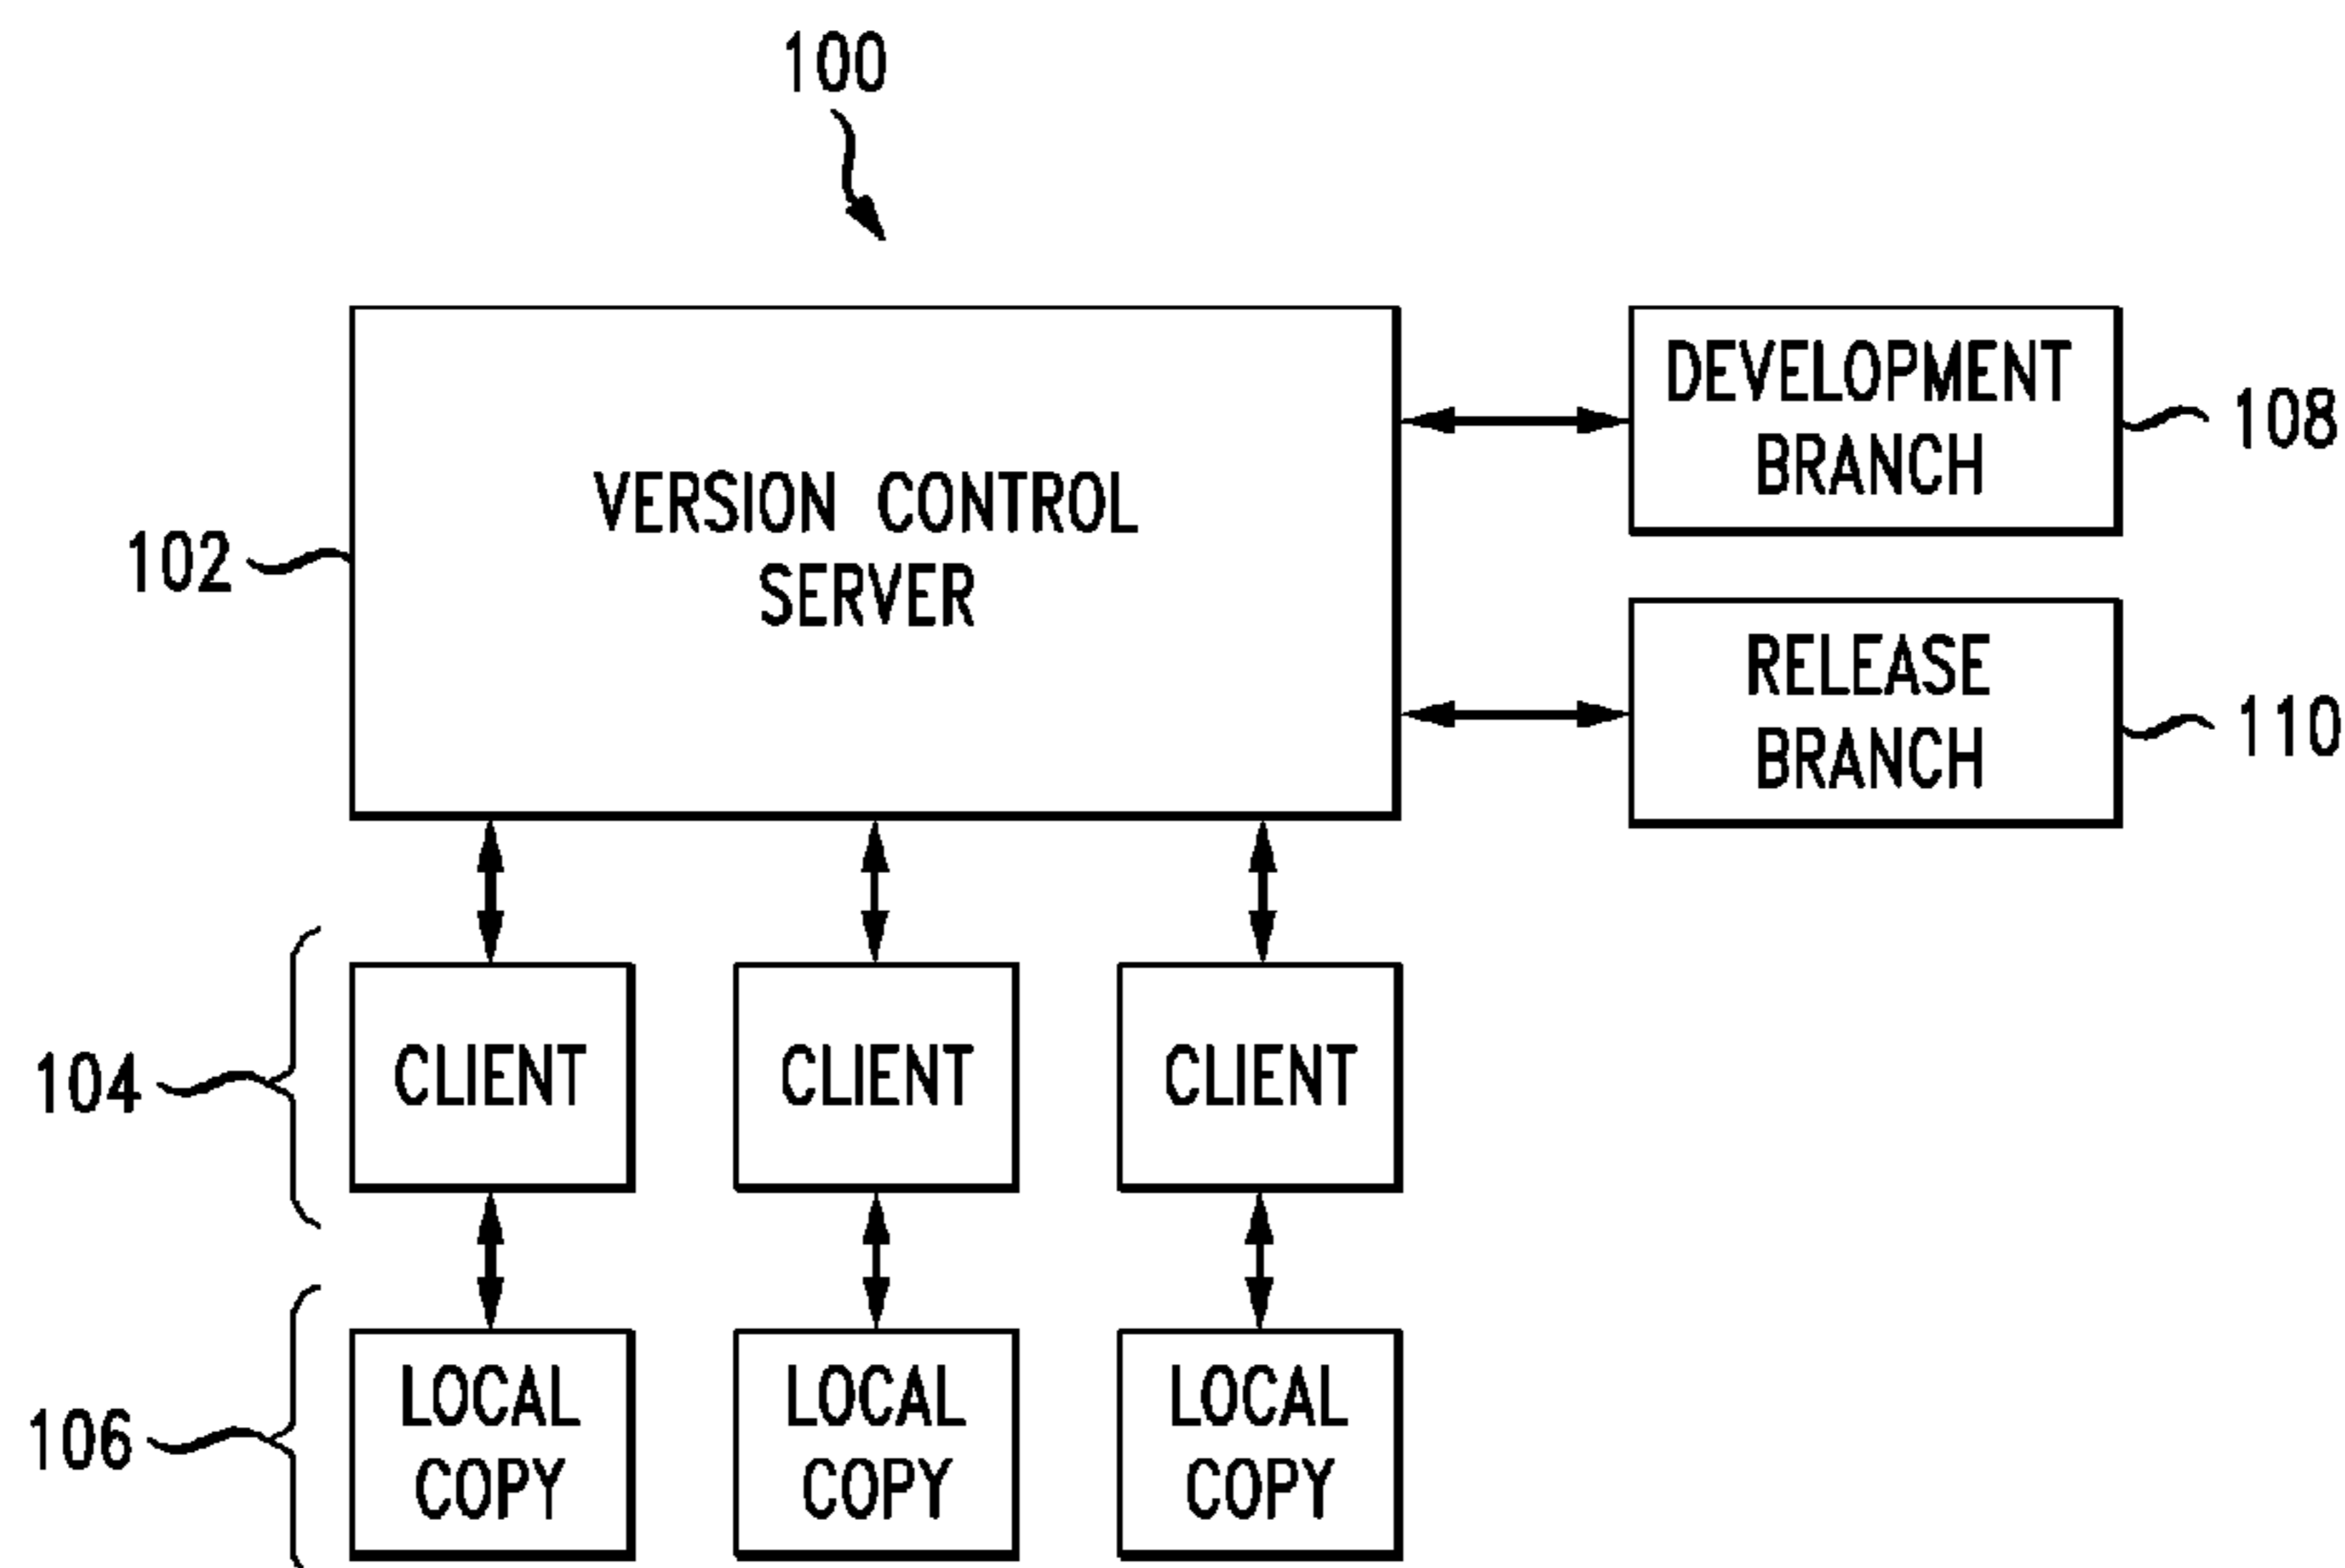 100
VERSION CONTROL
SERVER
102
DEVELOPMENT
BRANCH
108
RELEASE
BRANCH
110
104
CLIENT
CLIENT
CLIENT
106
LOCAL
COPY
LOCAL
COPY
LOCAL
COPY